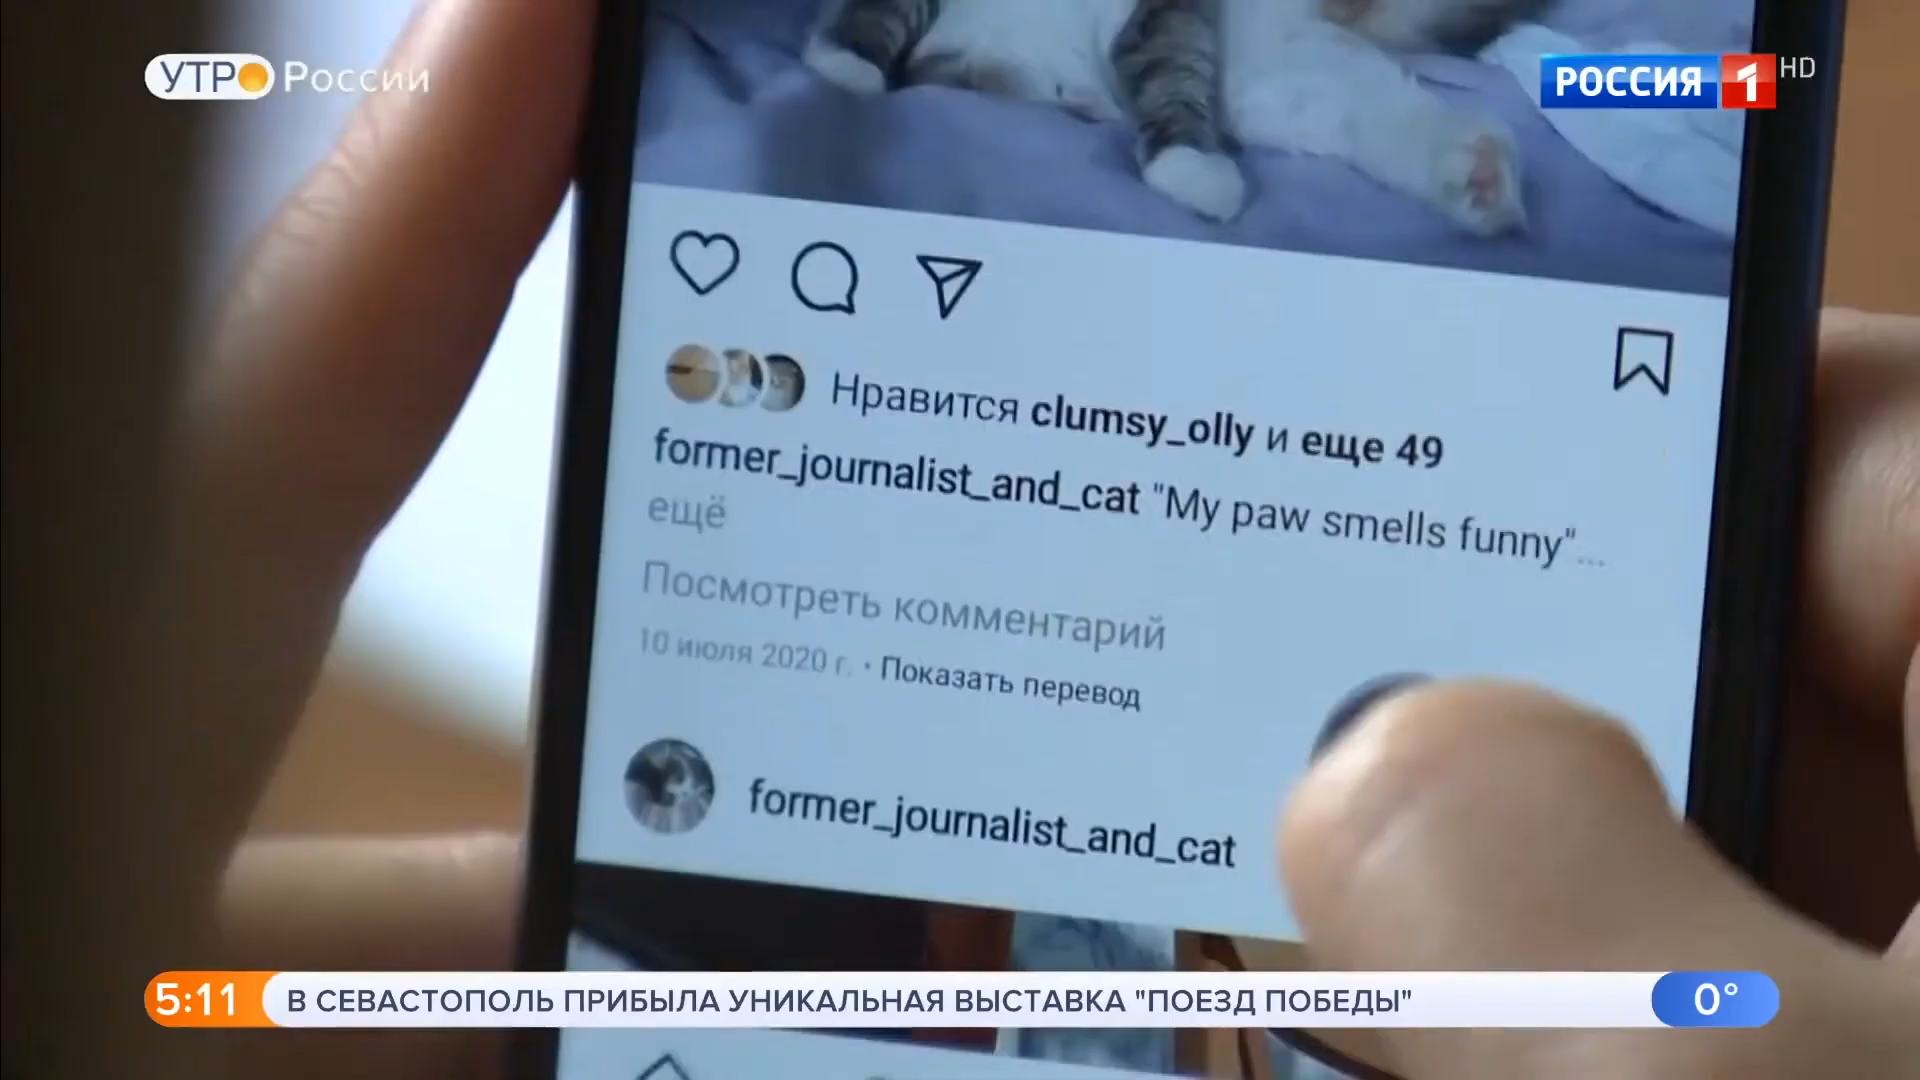 УТРО России
РОССИЯ 1 HD
Нравится clumsy_olly и еще 49
former_journalist_and_cat "My paw smells funny"...
ещё
Посмотреть комментарий
10 июля 2020 г. • Показать перевод
former_journalist_and_cat
5:11 В СЕВАСТОПОЛЬ ПРИБЫЛА УНИКАЛЬНАЯ ВЫСТАВКА "ПОЕЗД ПОБЕДЫ" 0°